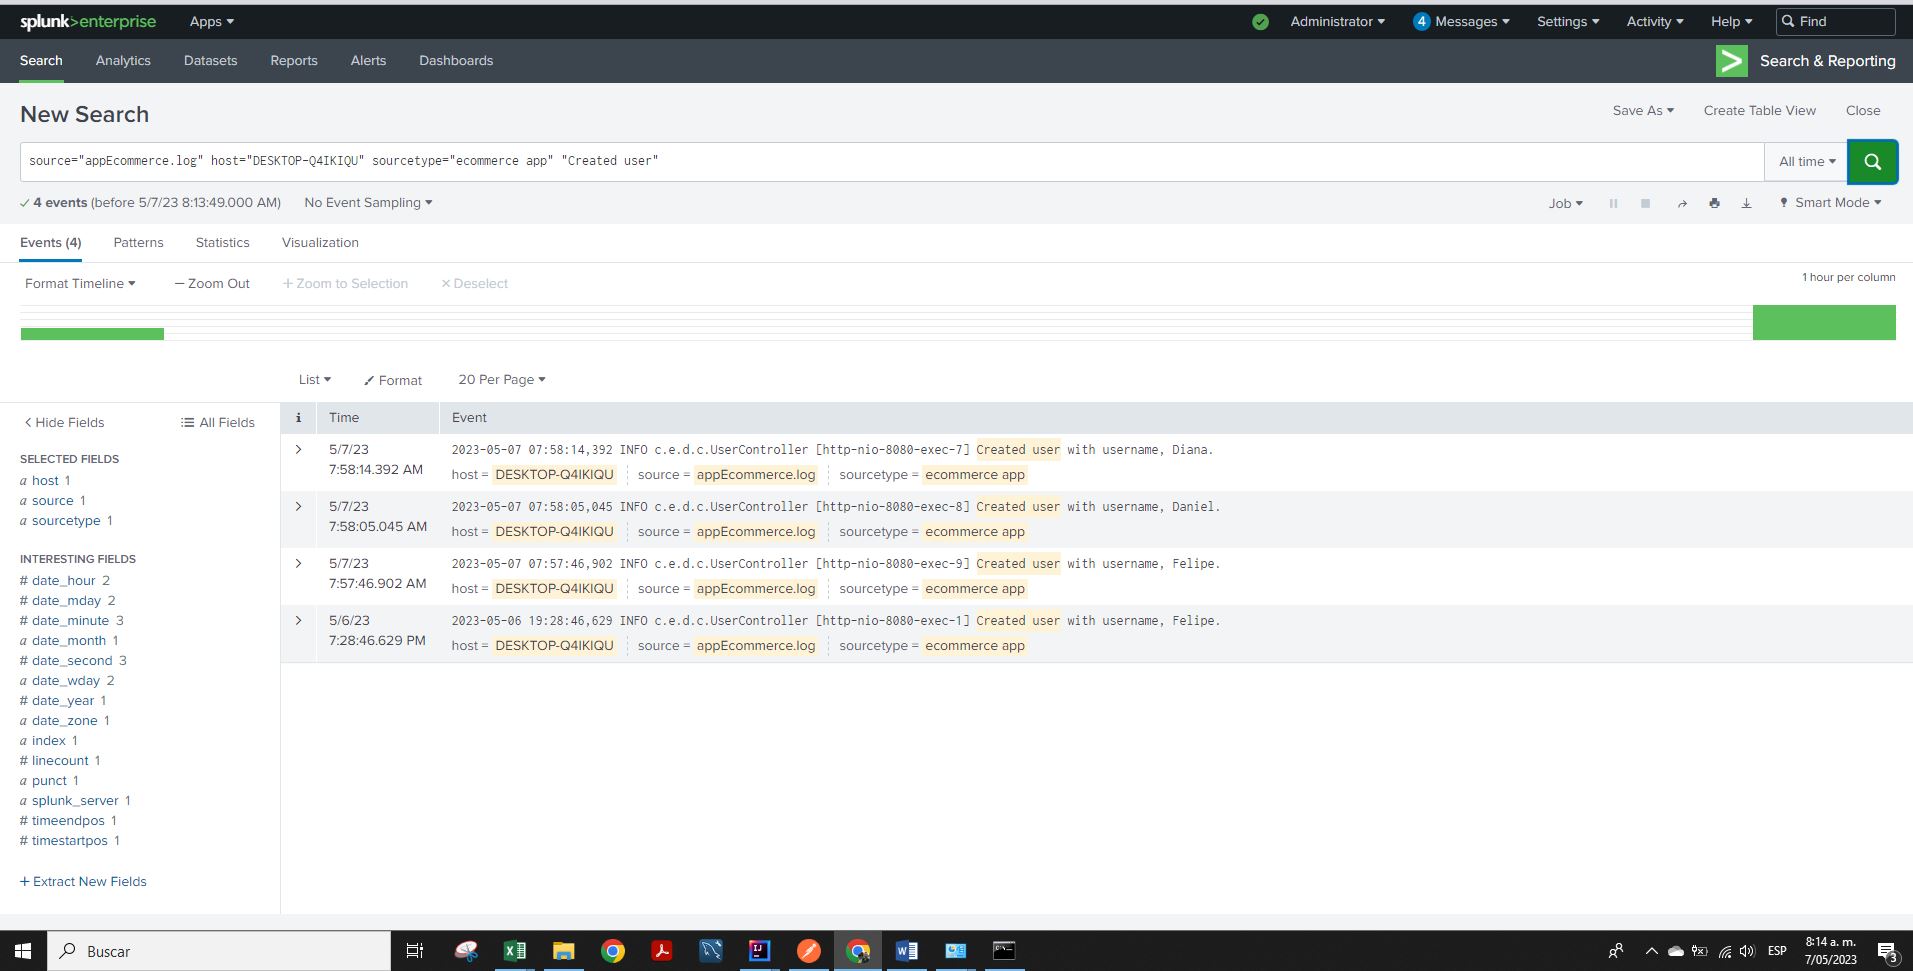 splunk>enterprise Apps Administrator 4 Messages Settings Activity Help Find
Search Analytics Datasets Reports Alerts Dashboards > Search & Reporting
New Search Save As Create Table View Close
source="appEcommerce.log" host="DESKTOP-Q4IKIQU" sourcetype="ecommerce app" "Created user" All time
4 events (before 5/7/23 8:13:49.000 AM) No Event Sampling Job Smart Mode
Events (4) Patterns Statistics Visualization
Format Timeline — Zoom Out + Zoom to Selection × Deselect 1 hour per column
List Format 20 Per Page
< Hide Fields All Fields i Time Event
SELECTED FIELDS
a host 1
a source 1
a sourcetype 1
INTERESTING FIELDS
# date_hour 2
# date_mday 2
# date_minute 3
a date_month 1
# date_second 3
a date_wday 2
# date_year 1
a date_zone 1
a index 1
# linecount 1
a punct 1
a splunk_server 1
# timeendpos 1
# timestartpos 1
+ Extract New Fields
> 5/7/23 2023-05-07 07:58:14,392 INFO c.e.d.c.UserController [http-nio-8080-exec-7] Created user with username, Diana.
7:58:14.392 AM host = DESKTOP-Q4IKIQU source = appEcommerce.log sourcetype = ecommerce app
> 5/7/23 2023-05-07 07:58:05,045 INFO c.e.d.c.UserController [http-nio-8080-exec-8] Created user with username, Daniel.
7:58:05.045 AM host = DESKTOP-Q4IKIQU source = appEcommerce.log sourcetype = ecommerce app
> 5/7/23 2023-05-07 07:57:46,902 INFO c.e.d.c.UserController [http-nio-8080-exec-9] Created user with username, Felipe.
7:57:46.902 AM host = DESKTOP-Q4IKIQU source = appEcommerce.log sourcetype = ecommerce app
> 5/6/23 2023-05-06 19:28:46,629 INFO c.e.d.c.UserController [http-nio-8080-exec-1] Created user with username, Felipe.
7:28:46.629 PM host = DESKTOP-Q4IKIQU source = appEcommerce.log sourcetype = ecommerce app
Buscar ESP 8:14 a. m.
7/05/2023 3